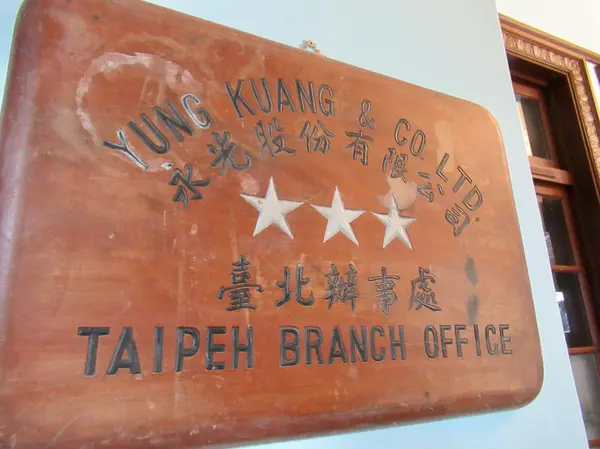 YUNG KUANG & CO. LTD.
永光股份有限公司
臺北辦事處
TAIPEH BRANCH OFFICE